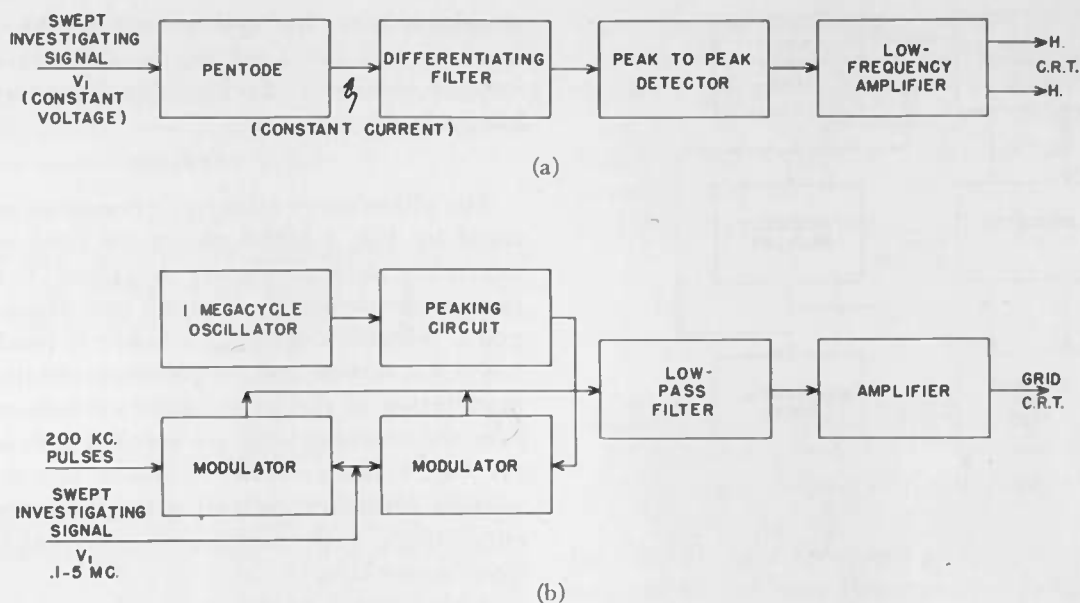 SWEPT
INVESTIGATING
SIGNAL
V1
(CONSTANT
VOLTAGE)
PENTODE
(CONSTANT CURRENT)
DIFFERENTIATING
FILTER
PEAK TO PEAK
DETECTOR
LOW-
FREQUENCY
AMPLIFIER
H.
C.R.T.
H.
(a)
1 MEGACYCLE
OSCILLATOR
PEAKING
CIRCUIT
LOW-
PASS
FILTER
AMPLIFIER
GRID
C.R.T.
200 KC.
PULSES
MODULATOR
MODULATOR
SWEPT
INVESTIGATING
SIGNAL
V1
.1-5 MC.
(b)